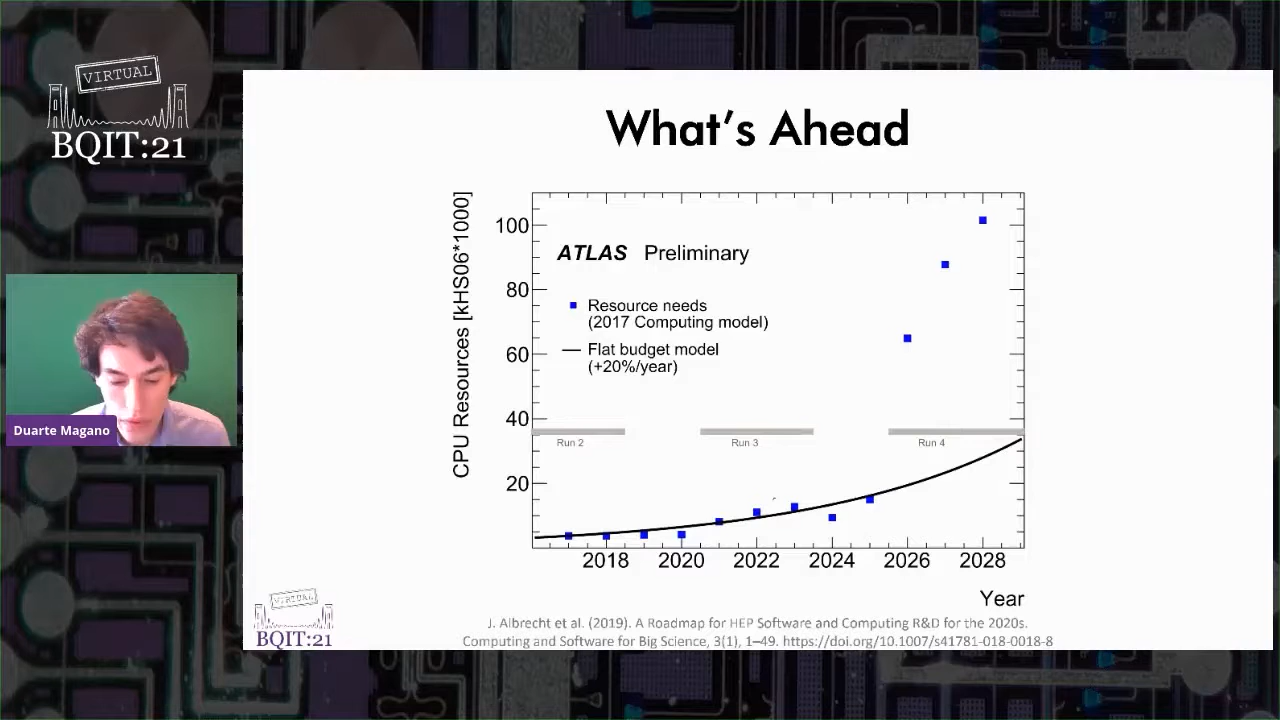 VIRTUAL
BQIT:21
What's Ahead
CPU Resources [kHS06*1000]
100
80
60
40
20
ATLAS Preliminary
Resource needs
(2017 Computing model)
Flat budget model
(+20%/year)
Run 2
Run 3
Run 4
2018
2020
2022
2024
2026
2028
Year
Duarte Magano
VIRTUAL
BQIT:21
J. Albrecht et al. (2019). A Roadmap for HEP Software and Computing R&D for the 2020s.
Computing and Software for Big Science, 3(1), 1–49. https://doi.org/10.1007/s41781-018-0018-8